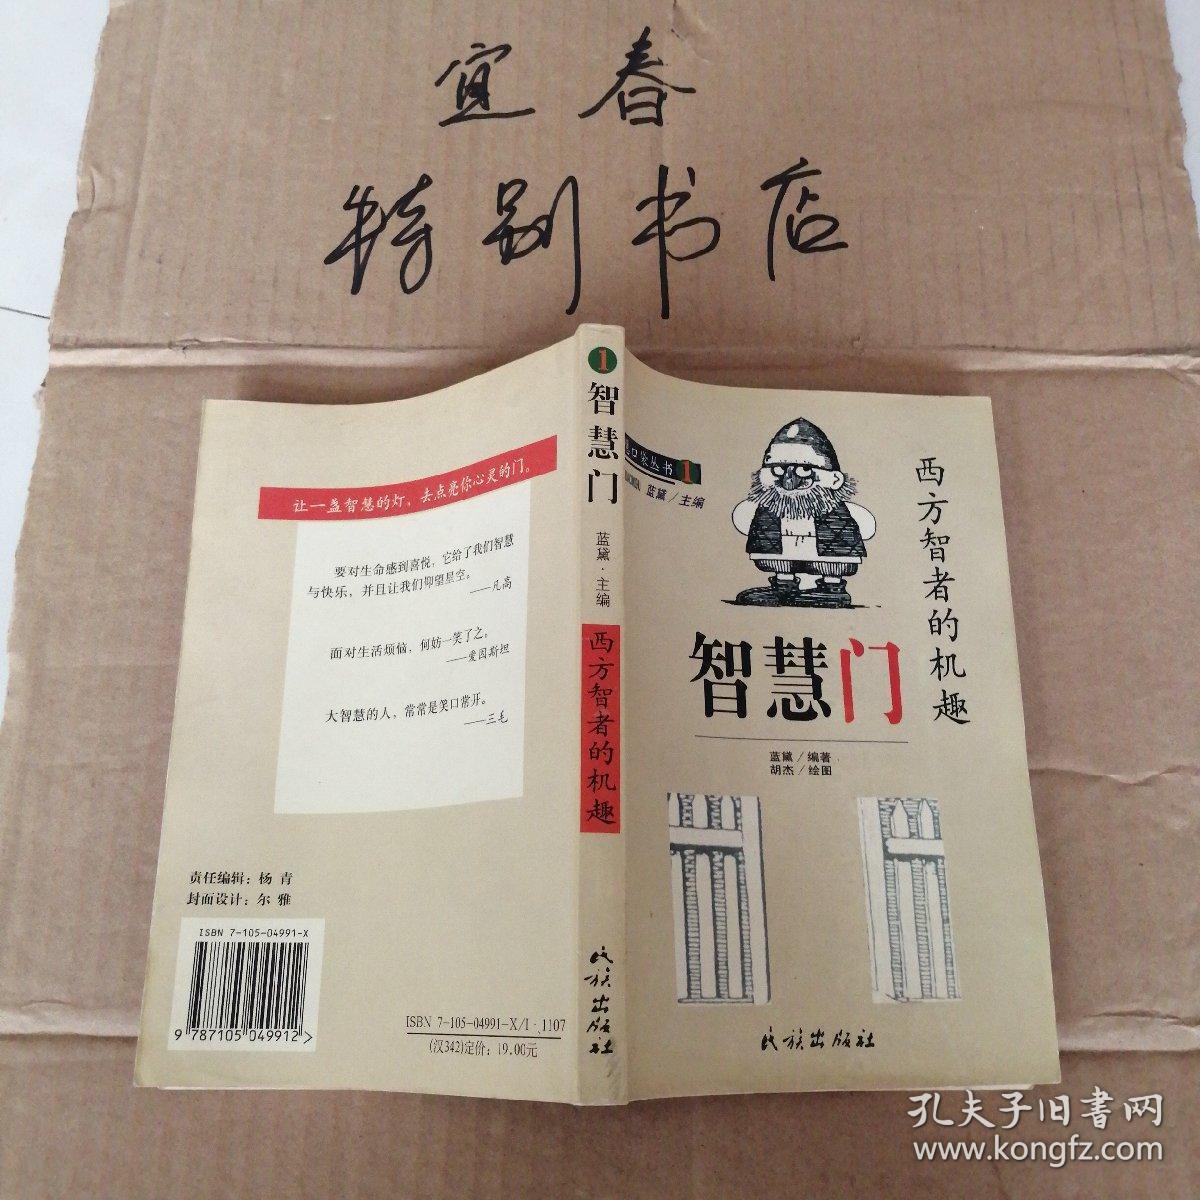 宜春
特别书店
让一盏智慧的灯，去点亮你心灵的门。
要对生命感到喜悦，它给了我们智慧
与快乐，并且让我们仰望星空。
——凡高
面对生活烦恼，何妨一笑了之。
——爱因斯坦
大智慧的人，常常是笑口常开。
——三毛
责任编辑：杨 青
封面设计：尔 雅
ISBN 7-105-04991-X
9 787105 049912 >
ISBN 7-105-04991-X/I·1107
(汉342)定价：19.00元
1
智慧门
蓝黛·主编
西方智者的机趣
民族出版社
口袋丛书 1
蓝黛／主编
西方智者的机趣
智慧门
蓝黛／编著
胡杰／绘图
民族出版社
孔夫子旧书网
www.kongfz.com